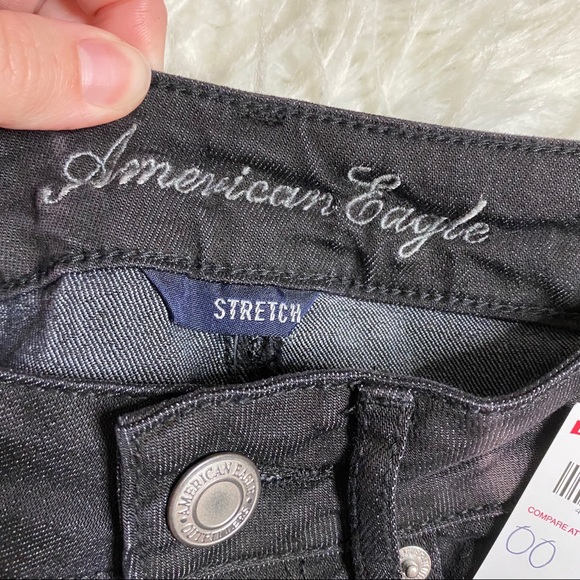 American Eagle
STRETCH
AMERICAN EAGLE
OUTFITTERS
COMPARE AT
00